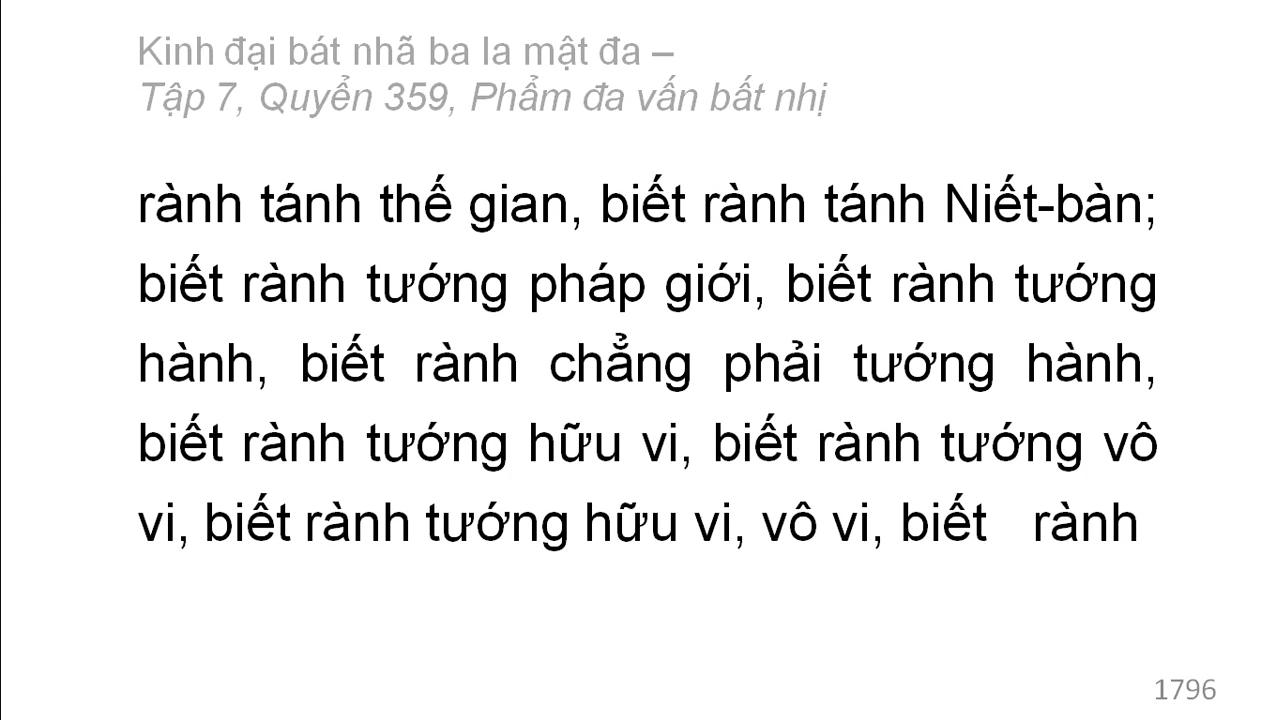 Kinh đại bát nhã ba la mật đa –
Tập 7, Quyển 359, Phẩm đa vấn bất nhị
rành tánh thế gian, biết rành tánh Niết-bàn;
biết rành tướng pháp giới, biết rành tướng
hành, biết rành chẳng phải tướng hành,
biết rành tướng hữu vi, biết rành tướng vô
vi, biết rành tướng hữu vi, vô vi, biết rành
1796